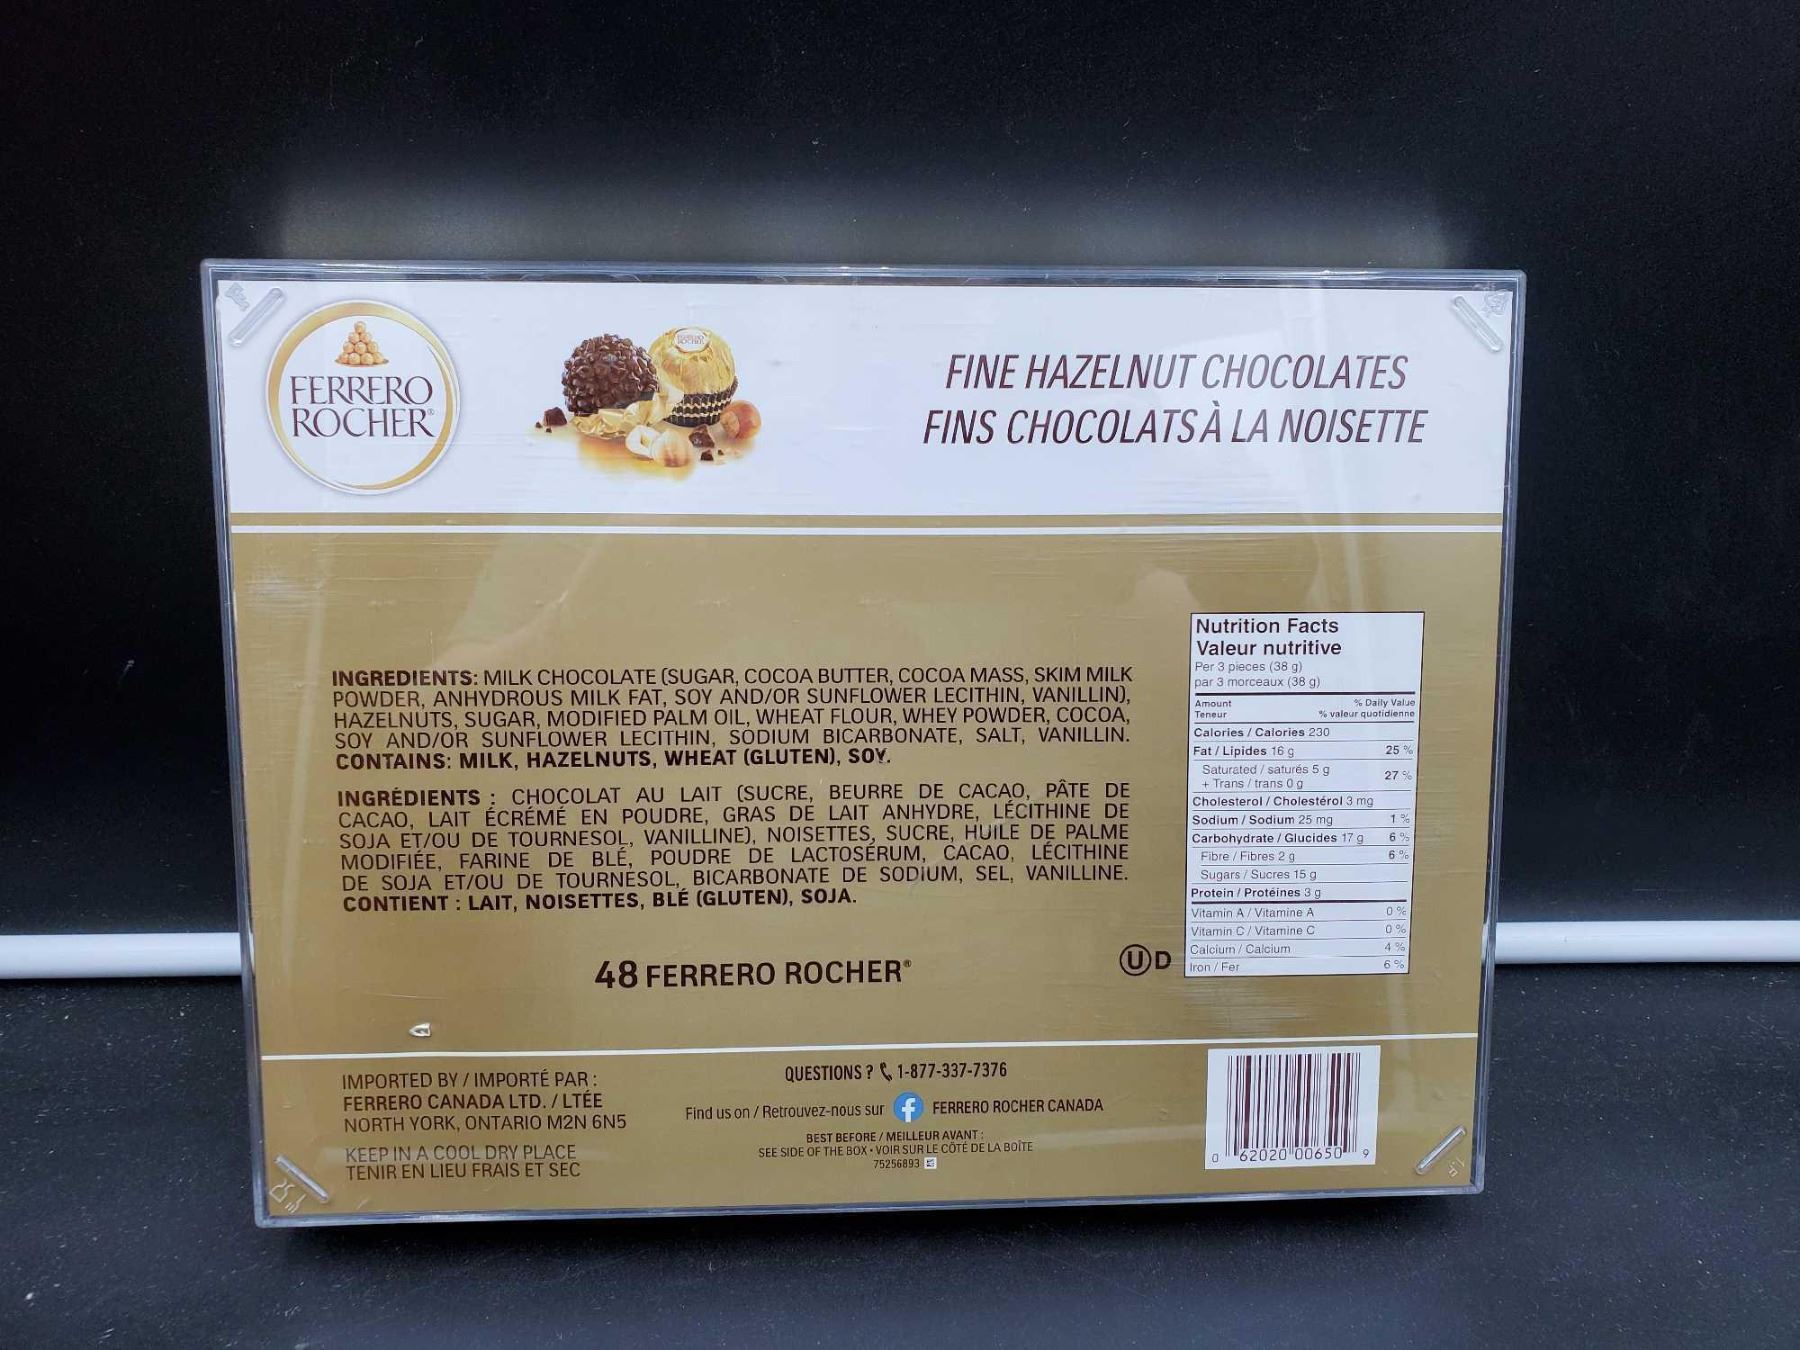 FERRERO
ROCHER®
FINE HAZELNUT CHOCOLATES
FINS CHOCOLATS À LA NOISETTE
INGREDIENTS: MILK CHOCOLATE (SUGAR, COCOA BUTTER, COCOA MASS, SKIM MILK
POWDER, ANHYDROUS MILK FAT, SOY AND/OR SUNFLOWER LECITHIN, VANILLIN),
HAZELNUTS, SUGAR, MODIFIED PALM OIL, WHEAT FLOUR, WHEY POWDER, COCOA,
SOY AND/OR SUNFLOWER LECITHIN, SODIUM BICARBONATE, SALT, VANILLIN.
CONTAINS: MILK, HAZELNUTS, WHEAT (GLUTEN), SOY.
INGRÉDIENTS : CHOCOLAT AU LAIT (SUCRE, BEURRE DE CACAO, PÂTE DE
CACAO, LAIT ÉCRÉMÉ EN POUDRE, GRAS DE LAIT ANHYDRE, LÉCITHINE DE
SOJA ET/OU DE TOURNESOL, VANILLINE), NOISETTES, SUCRE, HUILE DE PALME
MODIFIÉE, FARINE DE BLÉ, POUDRE DE LACTOSÉRUM, CACAO, LÉCITHINE
DE SOJA ET/OU DE TOURNESOL, BICARBONATE DE SODIUM, SEL, VANILLINE.
CONTIENT : LAIT, NOISETTES, BLÉ (GLUTEN), SOJA.
48 FERRERO ROCHER®
Ⓤ D
Nutrition Facts
Valeur nutritive
Per 3 pieces (38 g)
par 3 morceaux (38 g)
Amount % Daily Value
Teneur % valeur quotidienne
Calories / Calories 230
Fat / Lipides 16 g 25 %
Saturated / saturés 5 g
+ Trans / trans 0 g 27 %
Cholesterol / Cholestérol 3 mg
Sodium / Sodium 25 mg 1 %
Carbohydrate / Glucides 17 g 6 %
Fibre / Fibres 2 g 6 %
Sugars / Sucres 15 g
Protein / Protéines 3 g
Vitamin A / Vitamine A 0 %
Vitamin C / Vitamine C 0 %
Calcium / Calcium 4 %
Iron / Fer 6 %
IMPORTED BY / IMPORTÉ PAR :
FERRERO CANADA LTD. / LTÉE
NORTH YORK, ONTARIO M2N 6N5
KEEP IN A COOL DRY PLACE
TENIR EN LIEU FRAIS ET SEC
QUESTIONS ? 1-877-337-7376
Find us on / Retrouvez-nous sur f FERRERO ROCHER CANADA
BEST BEFORE / MEILLEUR AVANT :
SEE SIDE OF THE BOX • VOIR SUR LE CÔTÉ DE LA BOÎTE
75256893
0 62020 00650 9